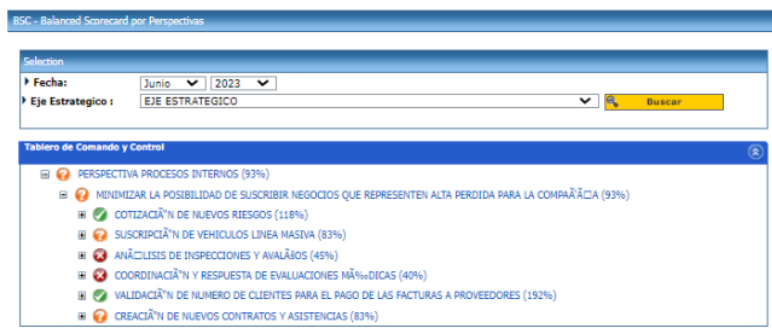 BSC - Balanced Scorecard por Perspectivas
Selection
Fecha: Junio 2023
Eje Estrategico : EJE ESTRATEGICO Buscar
Tablero de Comando y Control
PERSPECTIVA PROCESOS INTERNOS (93%)
MINIMIZAR LA POSIBILIDAD DE SUSCRIBIR NEGOCIOS QUE REPRESENTEN ALTA PERDIDA PARA LA COMPAÃ'Ã□A (93%)
COTIZACIÃ"N DE NUEVOS RIESGOS (118%)
SUSCRIPCIÃ"N DE VEHICULOS LINEA MASIVA (83%)
ANÃ□LISIS DE INSPECCIONES Y AVALÃšOS (45%)
COORDINACIÃ"N Y RESPUESTA DE EVALUACIONES MÃ‰DICAS (40%)
VALIDACIÃ"N DE NUMERO DE CLIENTES PARA EL PAGO DE LAS FACTURAS A PROVEEDORES (192%)
CREACIÃ"N DE NUEVOS CONTRATOS Y ASISTENCIAS (83%)